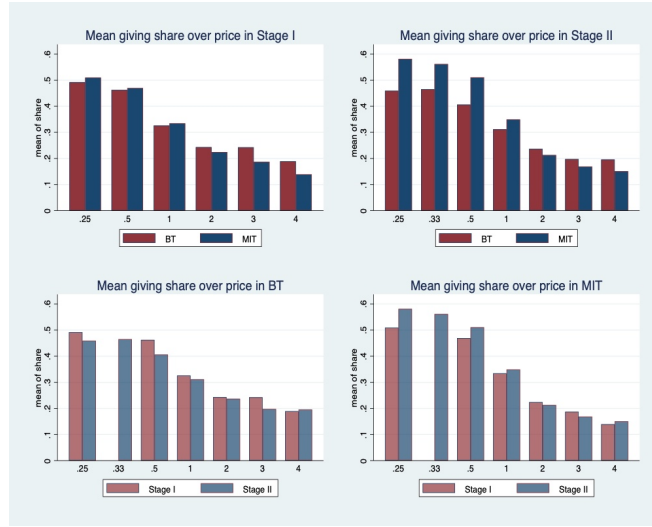 Mean giving share over price in Stage I
mean of share
.6
.5
.4
.3
.2
.1
0
.25 .5 1 2 3 4
BT MIT
Mean giving share over price in Stage II
mean of share
.6
.5
.4
.3
.2
.1
0
.25 .33 .5 1 2 3 4
BT MIT
Mean giving share over price in BT
mean of share
.6
.5
.4
.3
.2
.1
0
.25 .33 .5 1 2 3 4
Stage I Stage II
Mean giving share over price in MIT
mean of share
.6
.5
.4
.3
.2
.1
0
.25 .33 .5 1 2 3 4
Stage I Stage II